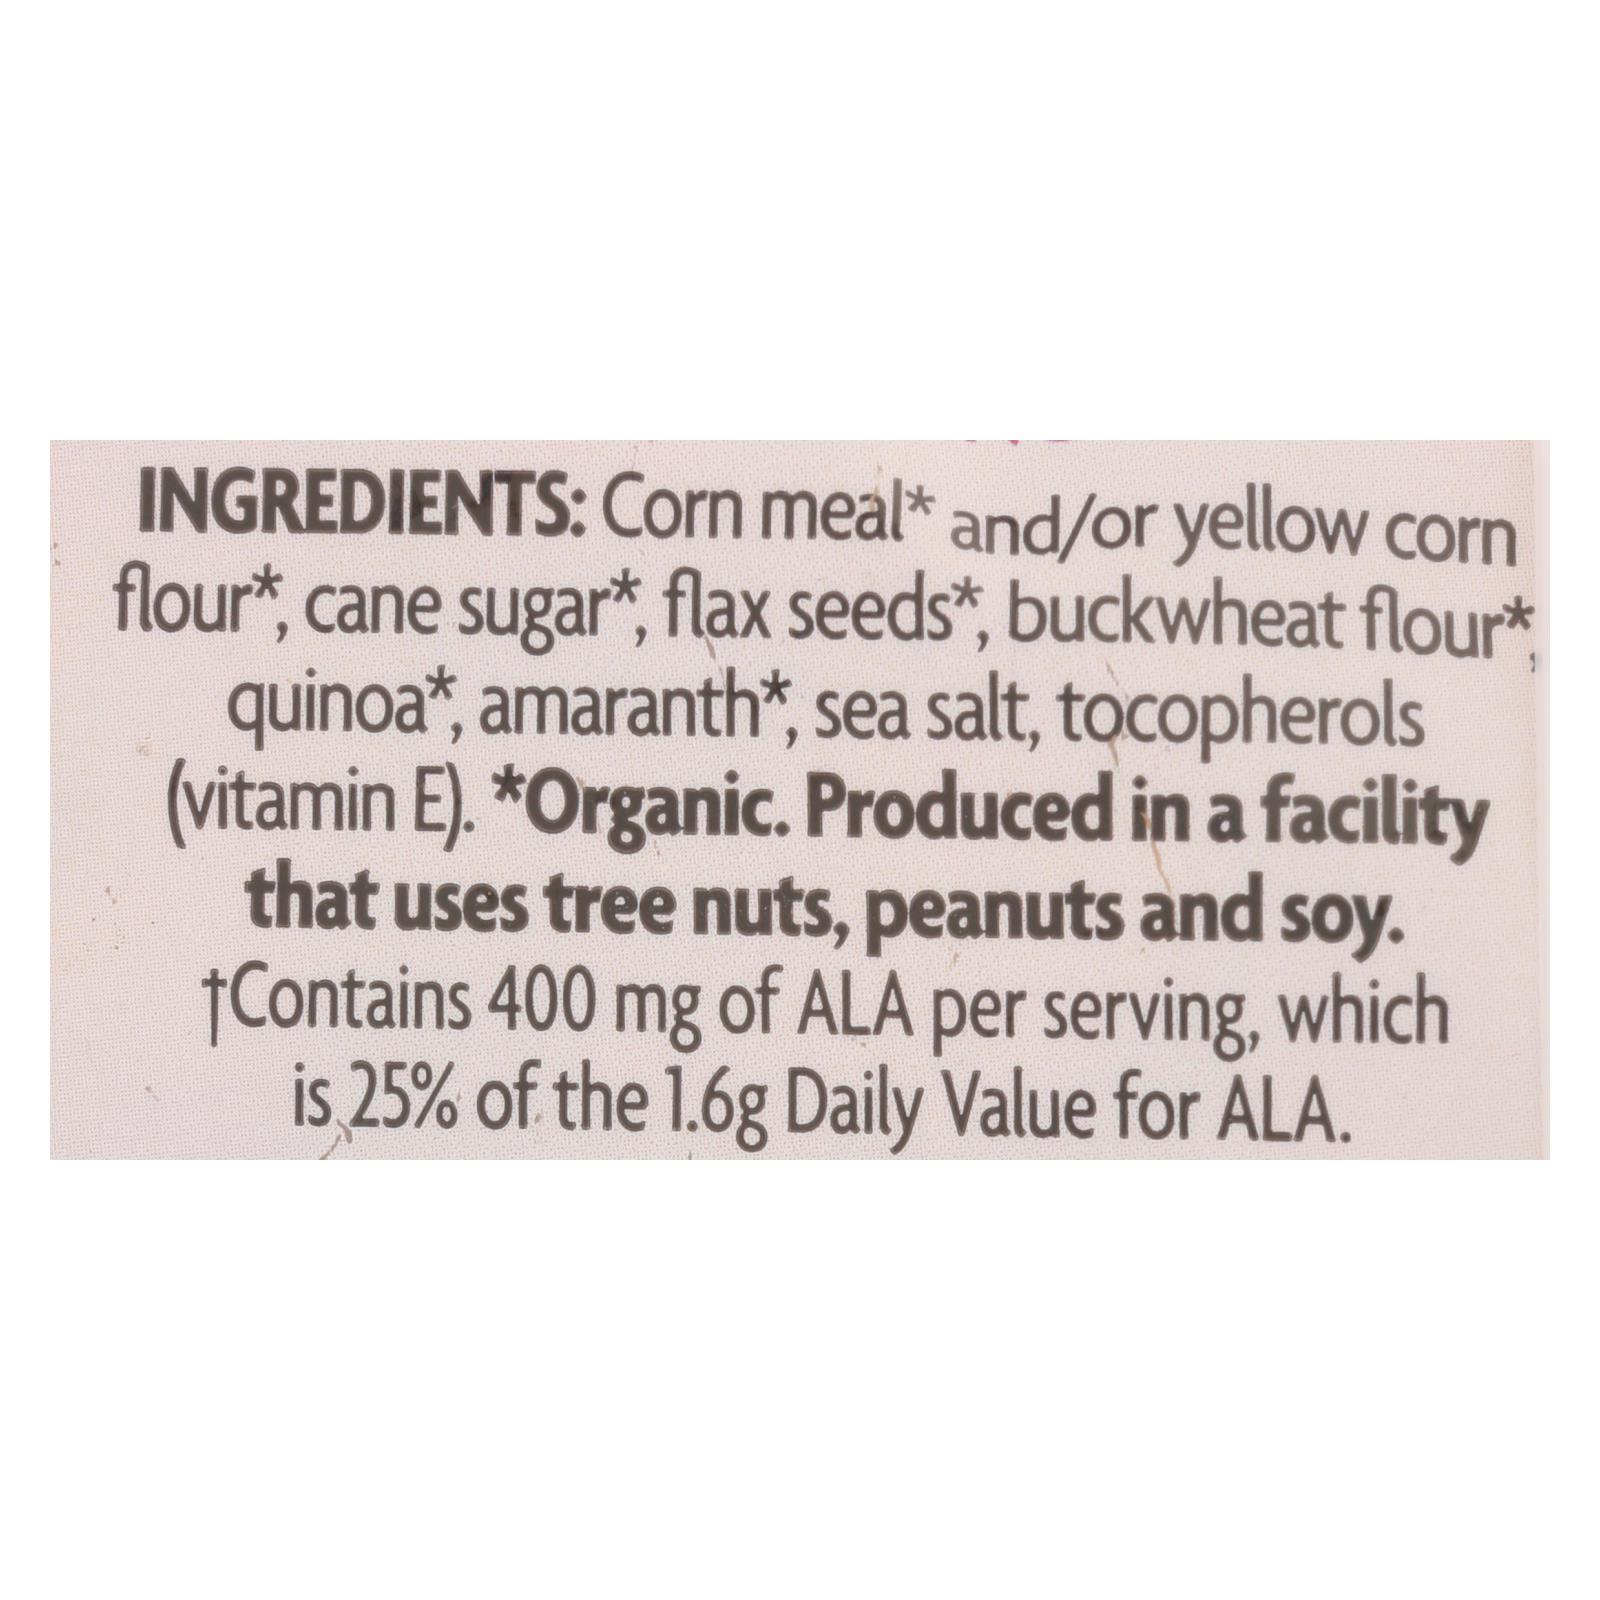 INGREDIENTS: Corn meal* and/or yellow corn
flour*, cane sugar*, flax seeds*, buckwheat flour*,
quinoa*, amaranth*, sea salt, tocopherols
(vitamin E). *Organic. Produced in a facility
that uses tree nuts, peanuts and soy.
†Contains 400 mg of ALA per serving, which
is 25% of the 1.6g Daily Value for ALA.